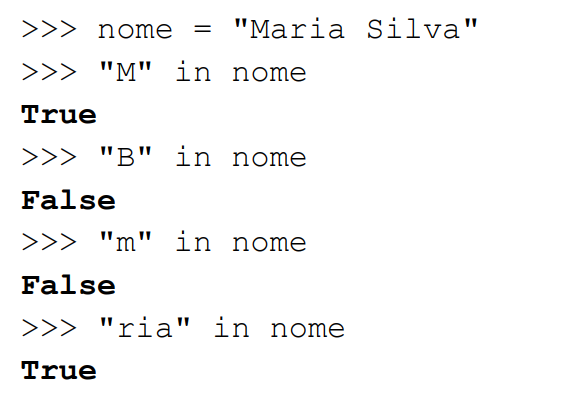 >>> nome = "Maria Silva"
>>> "M" in nome
True
>>> "B" in nome
False
>>> "m" in nome
False
>>> "ria" in nome
True